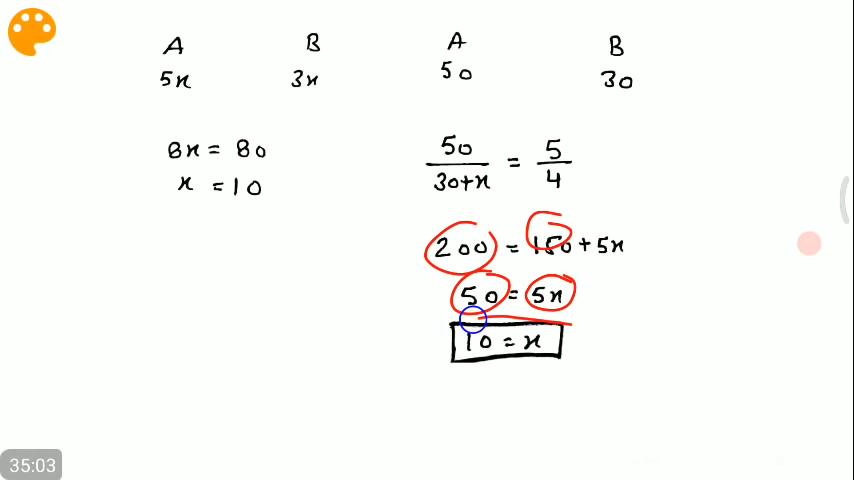 A B A B
5x 3x 50 30
8x = 80
x = 10
50/30+x = 5/4
200 = 150 + 5x
50 = 5x
10 = x
35:03